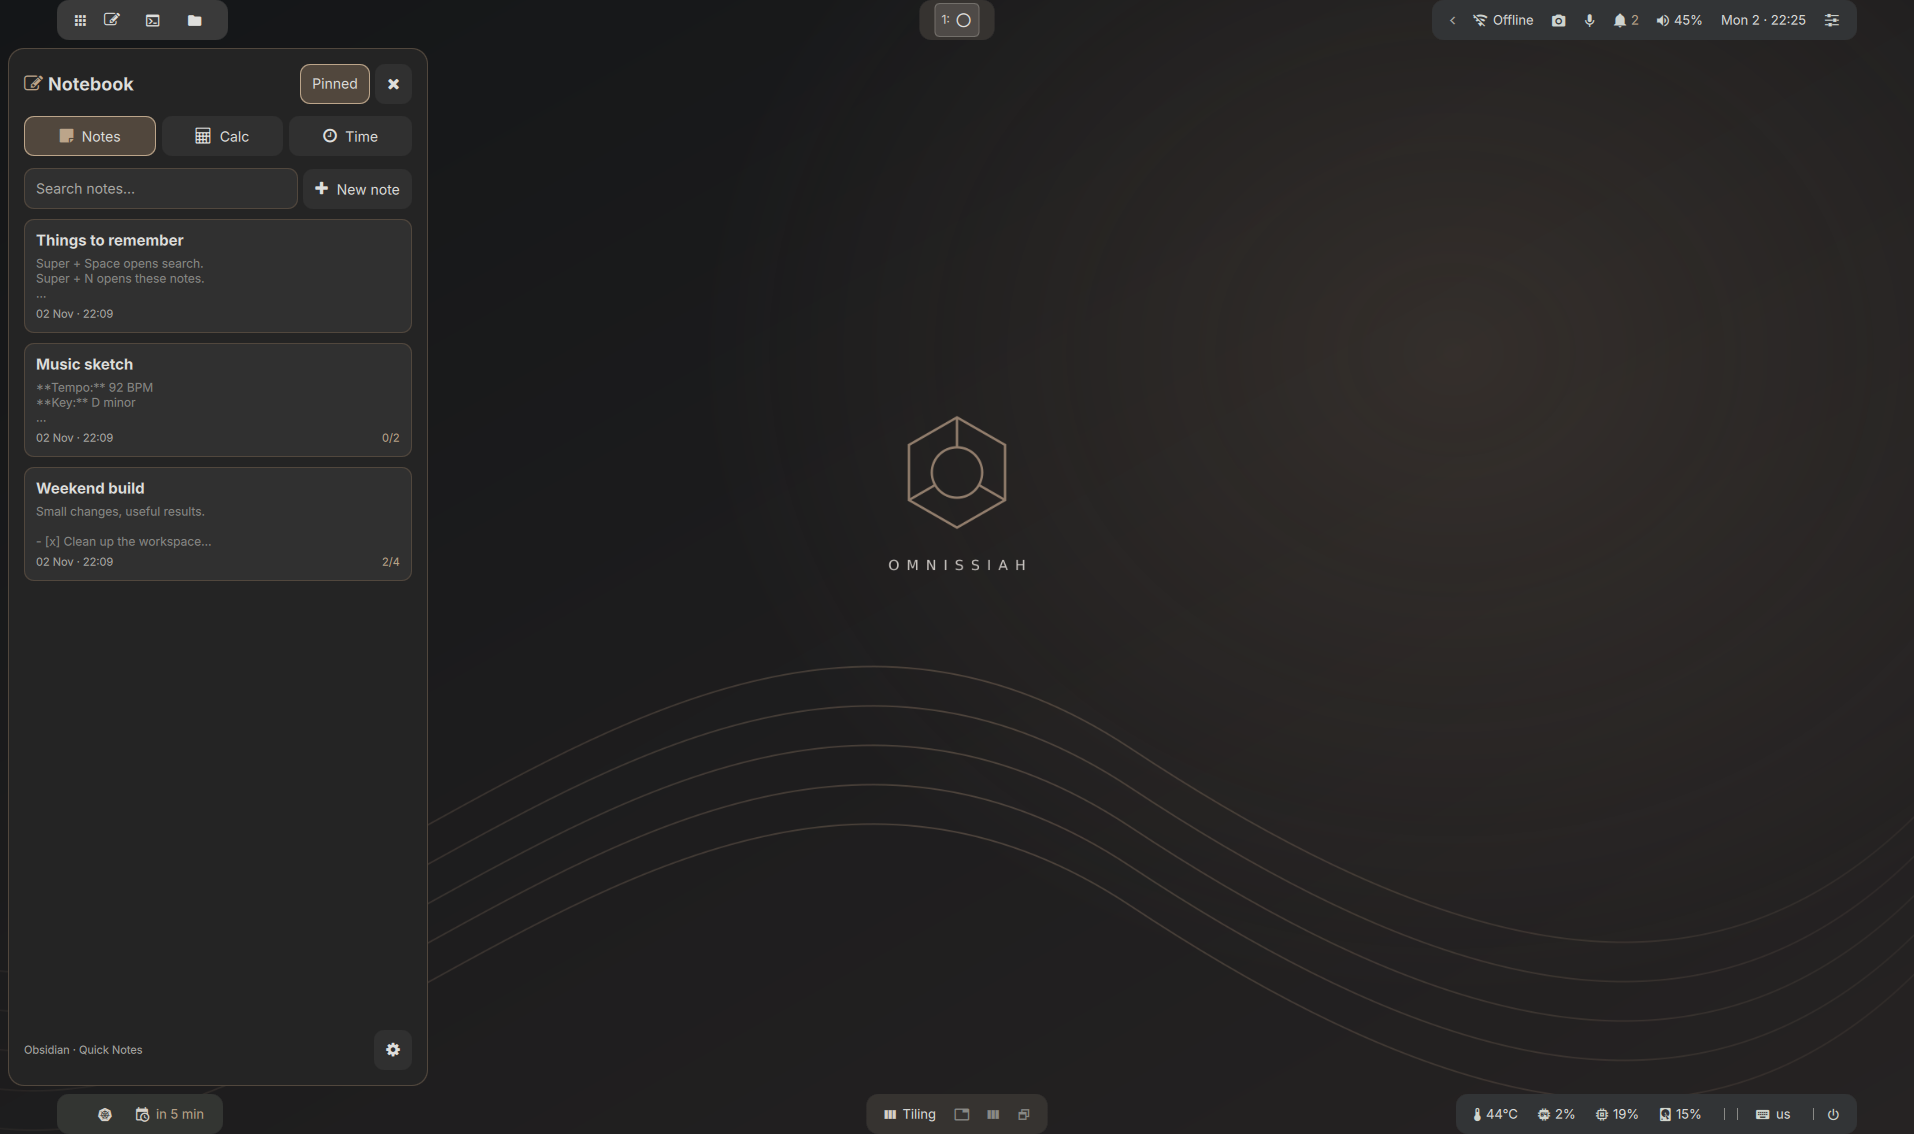 1:
Offline
2
45%
Mon 2 · 22:25
Notebook
Pinned
Notes
Calc
Time
Search notes...
New note
Things to remember
Super + Space opens search.
Super + N opens these notes.
...
02 Nov · 22:09
Music sketch
**Tempo:** 92 BPM
**Key:** D minor
...
02 Nov · 22:09
0/2
Weekend build
Small changes, useful results.
- [x] Clean up the workspace...
02 Nov · 22:09
2/4
OMNISSIAH
Obsidian · Quick Notes
in 5 min
Tiling
44°C
2%
19%
15%
us